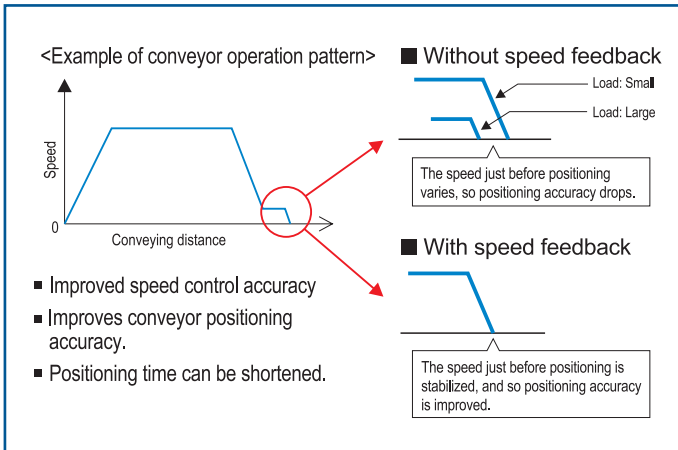 <Example of conveyor operation pattern>
Speed
0
Conveying distance
■ Improved speed control accuracy
■ Improves conveyor positioning
accuracy.
■ Positioning time can be shortened.
■ Without speed feedback
Load: Small
Load: Large
The speed just before positioning
varies, so positioning accuracy drops.
■ With speed feedback
The speed just before positioning is
stabilized, and so positioning accuracy
is improved.